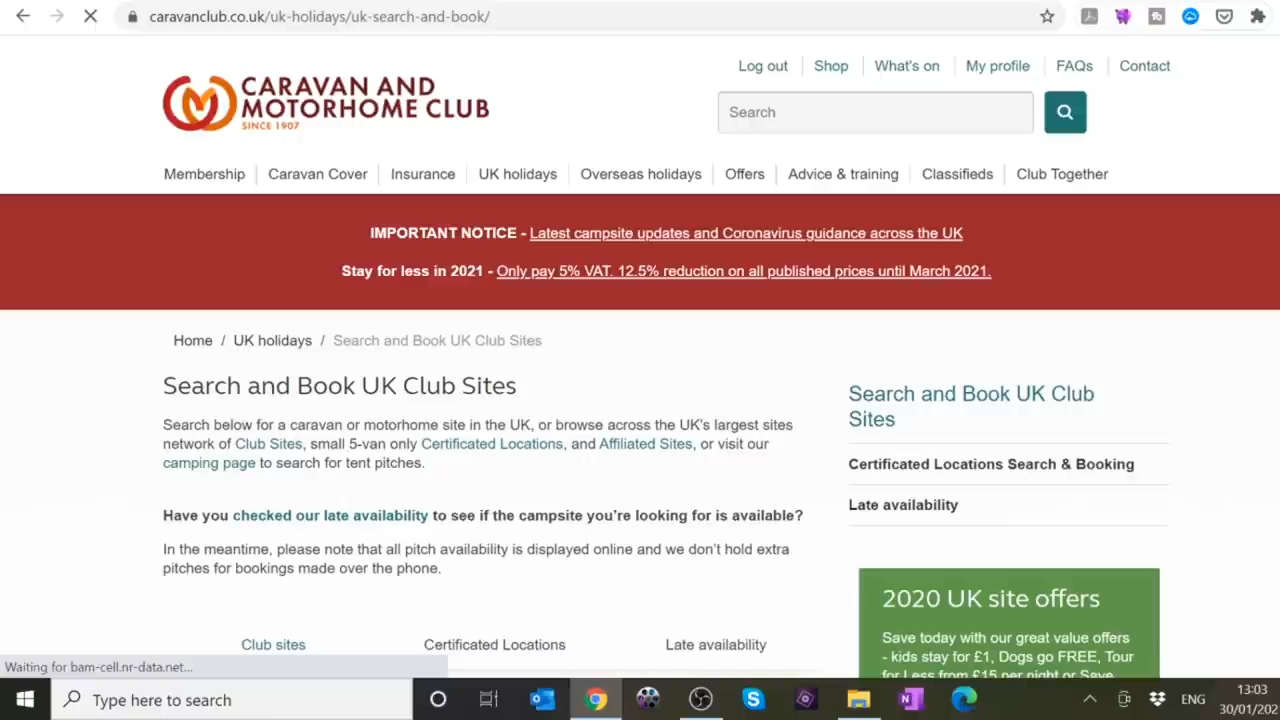 caravanclub.co.uk/uk-holidays/uk-search-and-book/
Log out
Shop
What's on
My profile
FAQs
Contact
CARAVAN AND
MOTORHOME CLUB
SINCE 1907
Search
Membership
Caravan Cover
Insurance
UK holidays
Overseas holidays
Offers
Advice & training
Classifieds
Club Together
IMPORTANT NOTICE - Latest campsite updates and Coronavirus guidance across the UK
Stay for less in 2021 - Only pay 5% VAT. 12.5% reduction on all published prices until March 2021.
Home / UK holidays / Search and Book UK Club Sites
Search and Book UK Club Sites
Search below for a caravan or motorhome site in the UK, or browse across the UK's largest sites
network of Club Sites, small 5-van only Certificated Locations, and Affiliated Sites, or visit our
camping page to search for tent pitches.
Have you checked our late availability to see if the campsite you're looking for is available?
In the meantime, please note that all pitch availability is displayed online and we don't hold extra
pitches for bookings made over the phone.
Club sites
Certificated Locations
Late availability
Search and Book UK Club
Sites
Certificated Locations Search & Booking
Late availability
2020 UK site offers
Save today with our great value offers
- kids stay for £1, Dogs go FREE, Tour
for Less from £15 per night or Save
Waiting for bam-cell.nr-data.net...
Type here to search
ENG
13:03
30/01/202